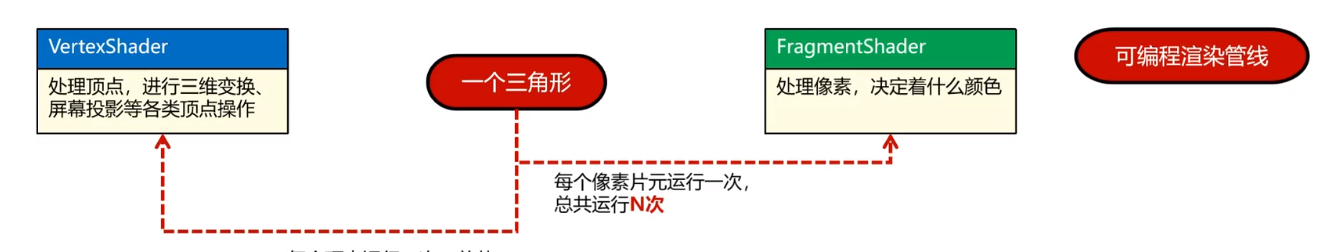 VertexShader
处理顶点，进行三维变换、
屏幕投影等各类顶点操作
一个三角形
FragmentShader
处理像素，决定着什么颜色
可编程渲染管线
每个像素片元运行一次，
总共运行N次